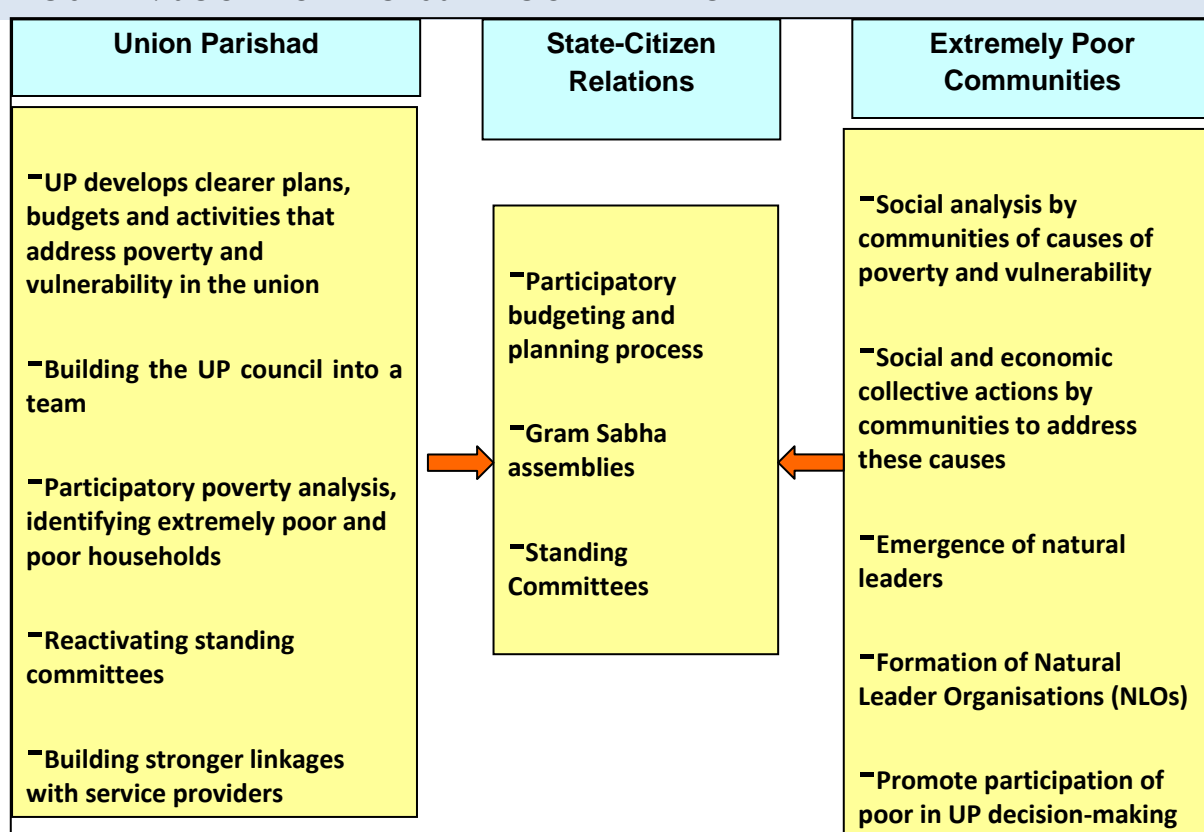 Union Parishad
-UP develops clearer plans,
budgets and activities that
address poverty and
vulnerability in the union
-Building the UP council into a
team
-Participatory poverty analysis,
identifying extremely poor and
poor households
-Reactivating standing
committees
-Building stronger linkages
with service providers
State-Citizen
Relations
-Participatory
budgeting and
planning process
-Gram Sabha
assemblies
-Standing
Committees
Extremely Poor
Communities
-Social analysis by
communities of causes of
poverty and vulnerability
-Social and economic
collective actions by
communities to address
these causes
-Emergence of natural
leaders
-Formation of Natural
Leader Organisations (NLOs)
-Promote participation of
poor in UP decision-making